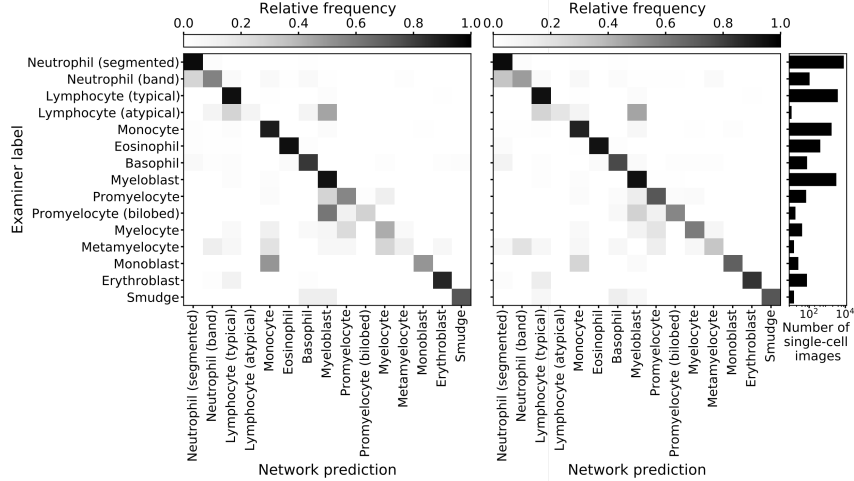 Relative frequency
Relative frequency
0.0 0.2 0.4 0.6 0.8 1.0
0.0 0.2 0.4 0.6 0.8 1.0
Examiner label
Neutrophil (segmented)
Neutrophil (band)
Lymphocyte (typical)
Lymphocyte (atypical)
Monocyte
Eosinophil
Basophil
Myeloblast
Promyelocyte
Promyelocyte (bilobed)
Myelocyte
Metamyelocyte
Monoblast
Erythroblast
Smudge
Neutrophil (segmented)
Neutrophil (band)
Lymphocyte (typical)
Lymphocyte (atypical)
Monocyte
Eosinophil
Basophil
Myeloblast
Promyelocyte
Promyelocyte (bilobed)
Myelocyte
Metamyelocyte
Monoblast
Erythroblast
Smudge
Network prediction
Neutrophil (segmented)
Neutrophil (band)
Lymphocyte (typical)
Lymphocyte (atypical)
Monocyte
Eosinophil
Basophil
Myeloblast
Promyelocyte
Promyelocyte (bilobed)
Myelocyte
Metamyelocyte
Monoblast
Erythroblast
Smudge
Network prediction
10² 10⁴
Number of
single-cell
images